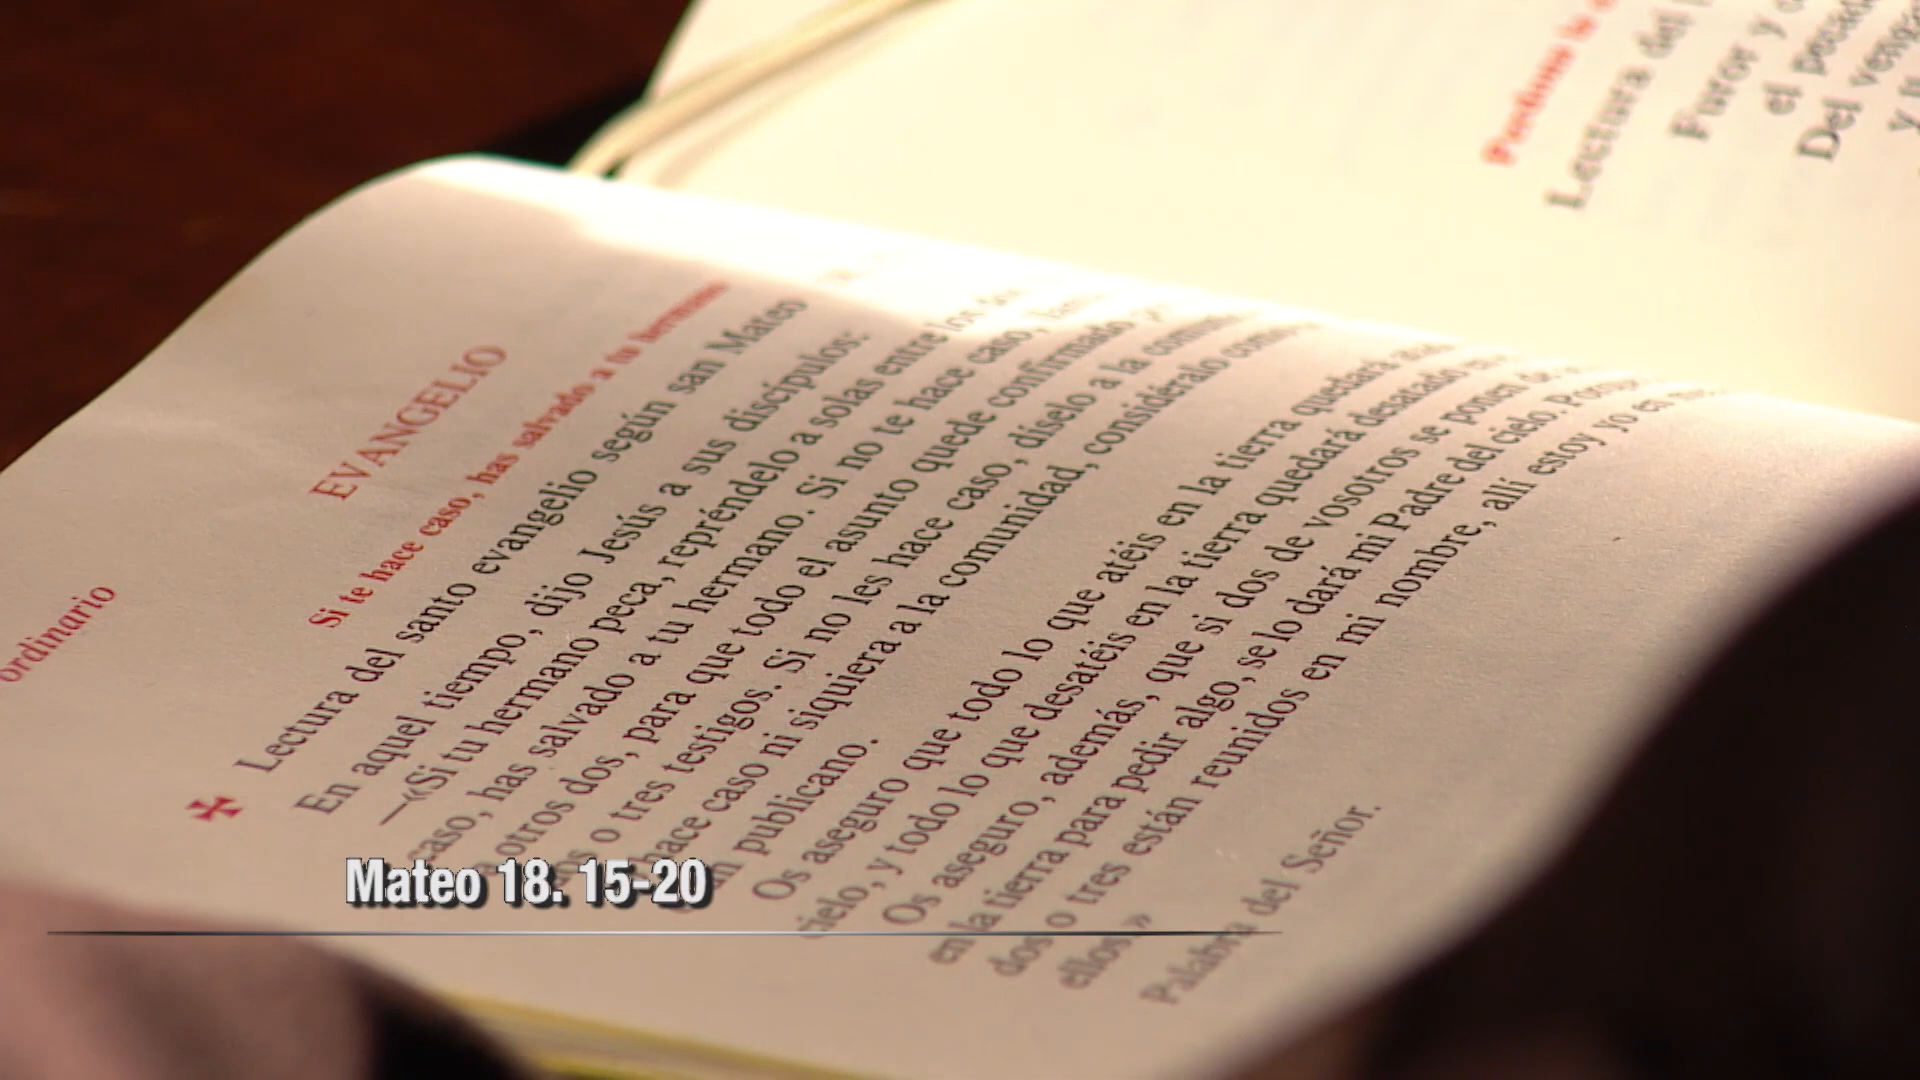 ordinario
EVANGELIO
Si te hace caso, has salvado a tu hermano
Lectura del santo evangelio según san Mateo
En aquel tiempo, dijo Jesús a sus discípulos:
—«Si tu hermano peca, repréndelo a solas entre los dos
caso, has salvado a tu hermano. Si no te hace caso,
otros dos, para que todo el asunto quede confirmado
o tres testigos. Si no les hace caso, díselo a la
hace caso ni siquiera a la comunidad, considéralo como
un publicano.
Os aseguro que todo lo que atéis en la tierra quedará
cielo, y todo lo que desatéis en la tierra quedará desatado en
Os aseguro, además, que si dos de vosotros se ponen de
en la tierra para pedir algo, se lo dará mi Padre del cielo. Porque
dos o tres están reunidos en mi nombre, allí estoy yo en
ellos.»
Palabra del Señor.
Lectura del
Furor y
el
Del
y
Mateo 18. 15-20